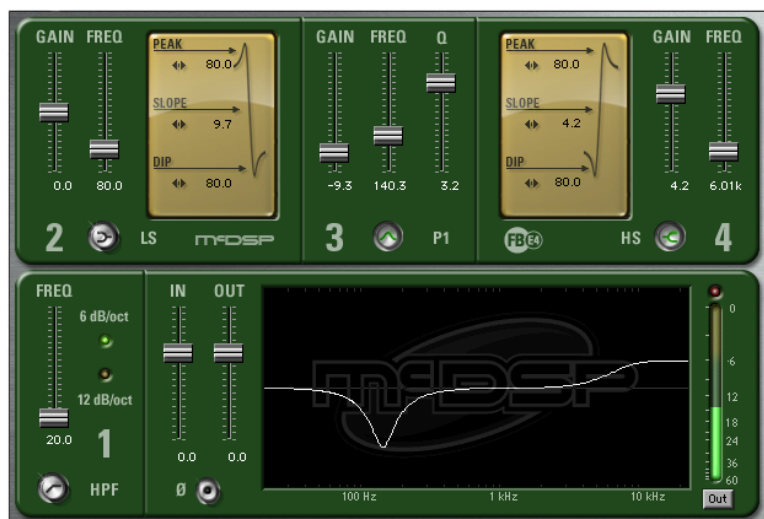 GAIN FREQ
PEAK
80.0
SLOPE
9.7
DIP
80.0
0.0 80.0
2 LS McDSP
GAIN FREQ Q
-9.3 140.3 3.2
3 P1
PEAK
80.0
SLOPE
4.2
DIP
80.0
GAIN FREQ
4.2 6.01k
FB E4 HS 4
FREQ
6 dB/oct
12 dB/oct
20.0
1
HPF
IN OUT
0.0 0.0
Ø
McDSP
100 Hz 1 kHz 10 kHz
0
-6
12
18
24
36
60
Out